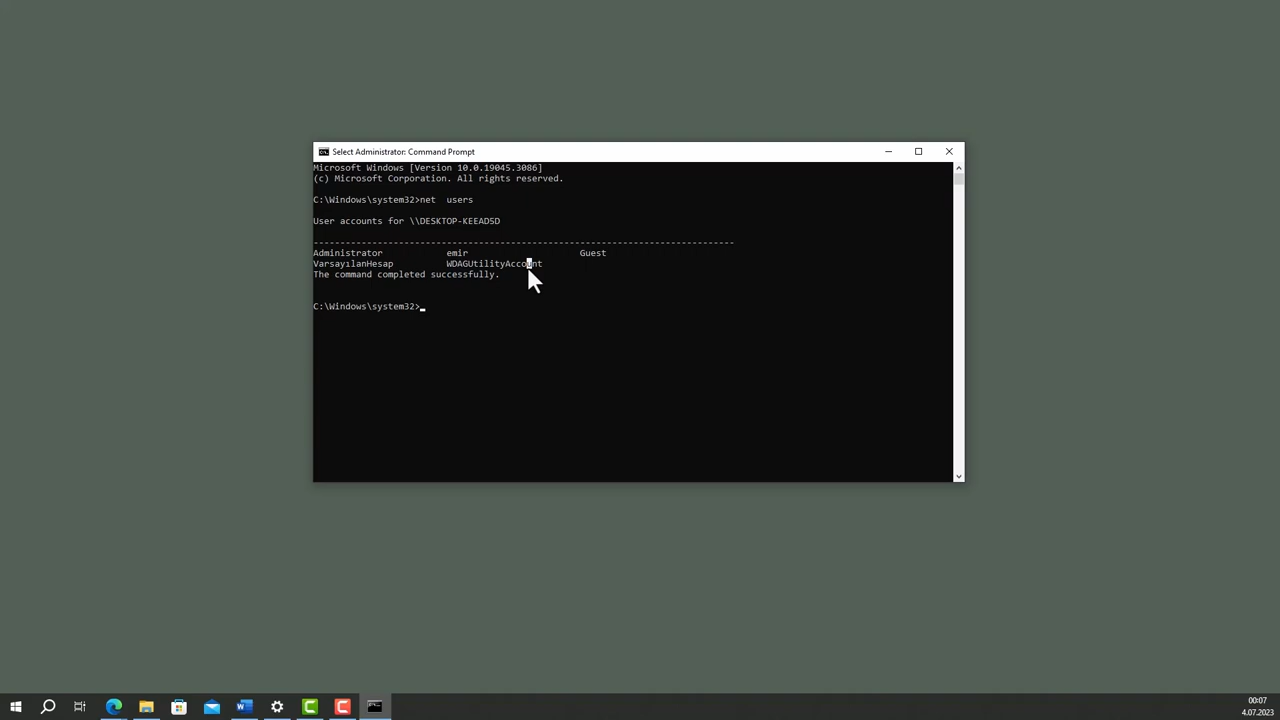 Select Administrator: Command Prompt
Microsoft Windows [Version 10.0.19045.3086]
(c) Microsoft Corporation. All rights reserved.
C:\Windows\system32>net  users
User accounts for \\DESKTOP-KEEAD5D
-------------------------------------------------------------------------------
Administrator            emir                     Guest
VarsayılanHesap          WDAGUtilityAccount
The command completed successfully.
C:\Windows\system32>
00:07
4.07.2023